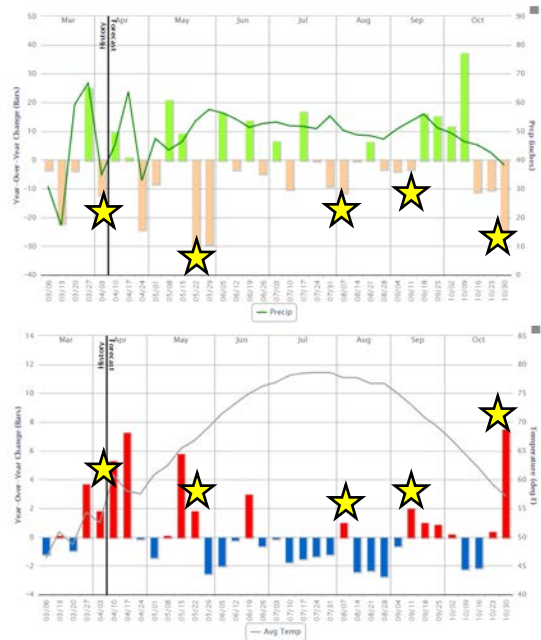 Mar Apr May Jun Jul Aug Sep Oct
History
Forecast
Year-Over-Year Change (Bars)
50
40
30
20
10
0
-10
-20
-30
-40
Precip (inches)
90
80
70
60
50
40
30
20
10
0
03/06 03/13 03/20 03/27 04/03 04/10 04/17 04/24 05/01 05/08 05/15 05/22 05/29 06/05 06/12 06/19 06/26 07/03 07/10 07/17 07/24 07/31 08/07 08/14 08/21 08/28 09/04 09/11 09/18 09/25 10/02 10/09 10/16 10/23 10/30
Precip
Mar Apr May Jun Jul Aug Sep Oct
History
Forecast
Year-Over-Year Change (Bars)
14
12
10
8
6
4
2
0
-2
-4
Temperature (deg F)
85
80
75
70
65
60
55
50
45
40
03/06 03/13 03/20 03/27 04/03 04/10 04/17 04/24 05/01 05/08 05/15 05/22 05/29 06/05 06/12 06/19 06/26 07/03 07/10 07/17 07/24 07/31 08/07 08/14 08/21 08/28 09/04 09/11 09/18 09/25 10/02 10/09 10/16 10/23 10/30
Avg Temp